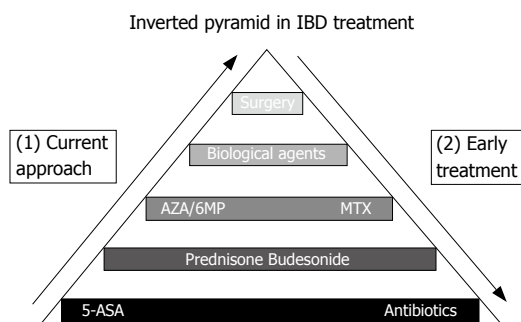 Inverted pyramid in IBD treatment
Surgery
(1) Current
approach
Biological agents
(2) Early
treatment
AZA/6MP MTX
Prednisone Budesonide
5-ASA Antibiotics